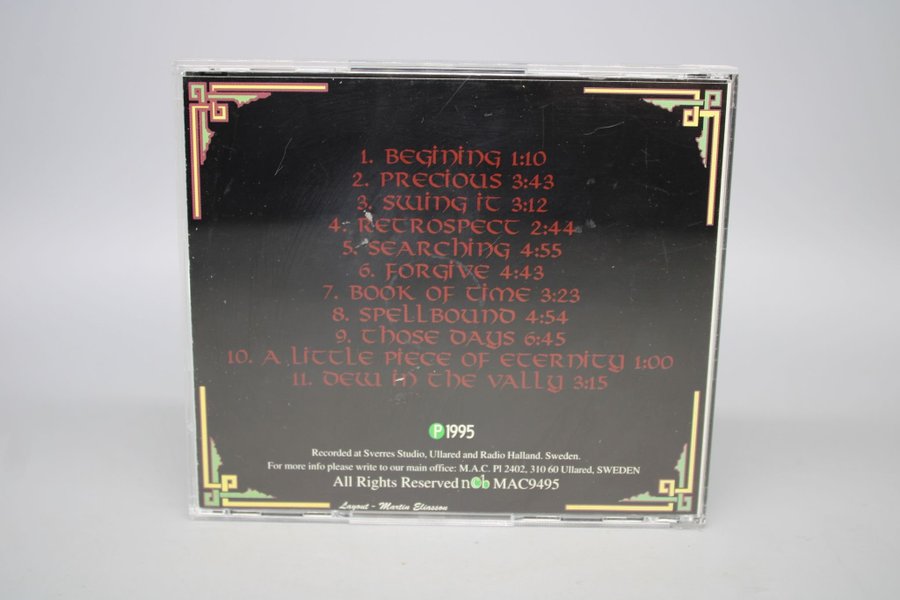 1. BEGINING 1:10
2. PRECIOUS 3:43
3. SWING IT 3:12
4. RETROSPECT 2:44
5. SEARCHING 4:55
6. FORGIVE 4:43
7. BOOK OF TIME 3:23
8. SPELLBOUND 4:54
9. THOSE DAYS 6:45
10. A LITTLE PIECE OF ETERNITY 1:00
11. DEW IN THE VALLY 3:15
P 1995
Recorded at Sverres Studio, Ullared and Radio Halland. Sweden.
For more info please write to our main office: M.A.C. Pl 2402, 310 60 Ullared, SWEDEN
All Rights Reserved ncb MAC9495
Layout - Martin Eliasson